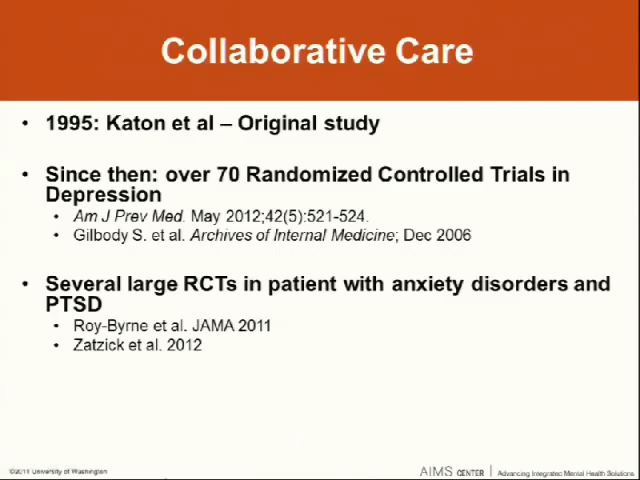 Collaborative Care
• 1995: Katon et al – Original study
• Since then: over 70 Randomized Controlled Trials in
Depression
• Am J Prev Med. May 2012;42(5):521-524.
• Gilbody S. et al. Archives of Internal Medicine; Dec 2006
• Several large RCTs in patient with anxiety disorders and
PTSD
• Roy-Byrne et al. JAMA 2011
• Zatzick et al. 2012
©2011 University of Washington
AIMS CENTER | Advancing Integrated Mental Health Solutions